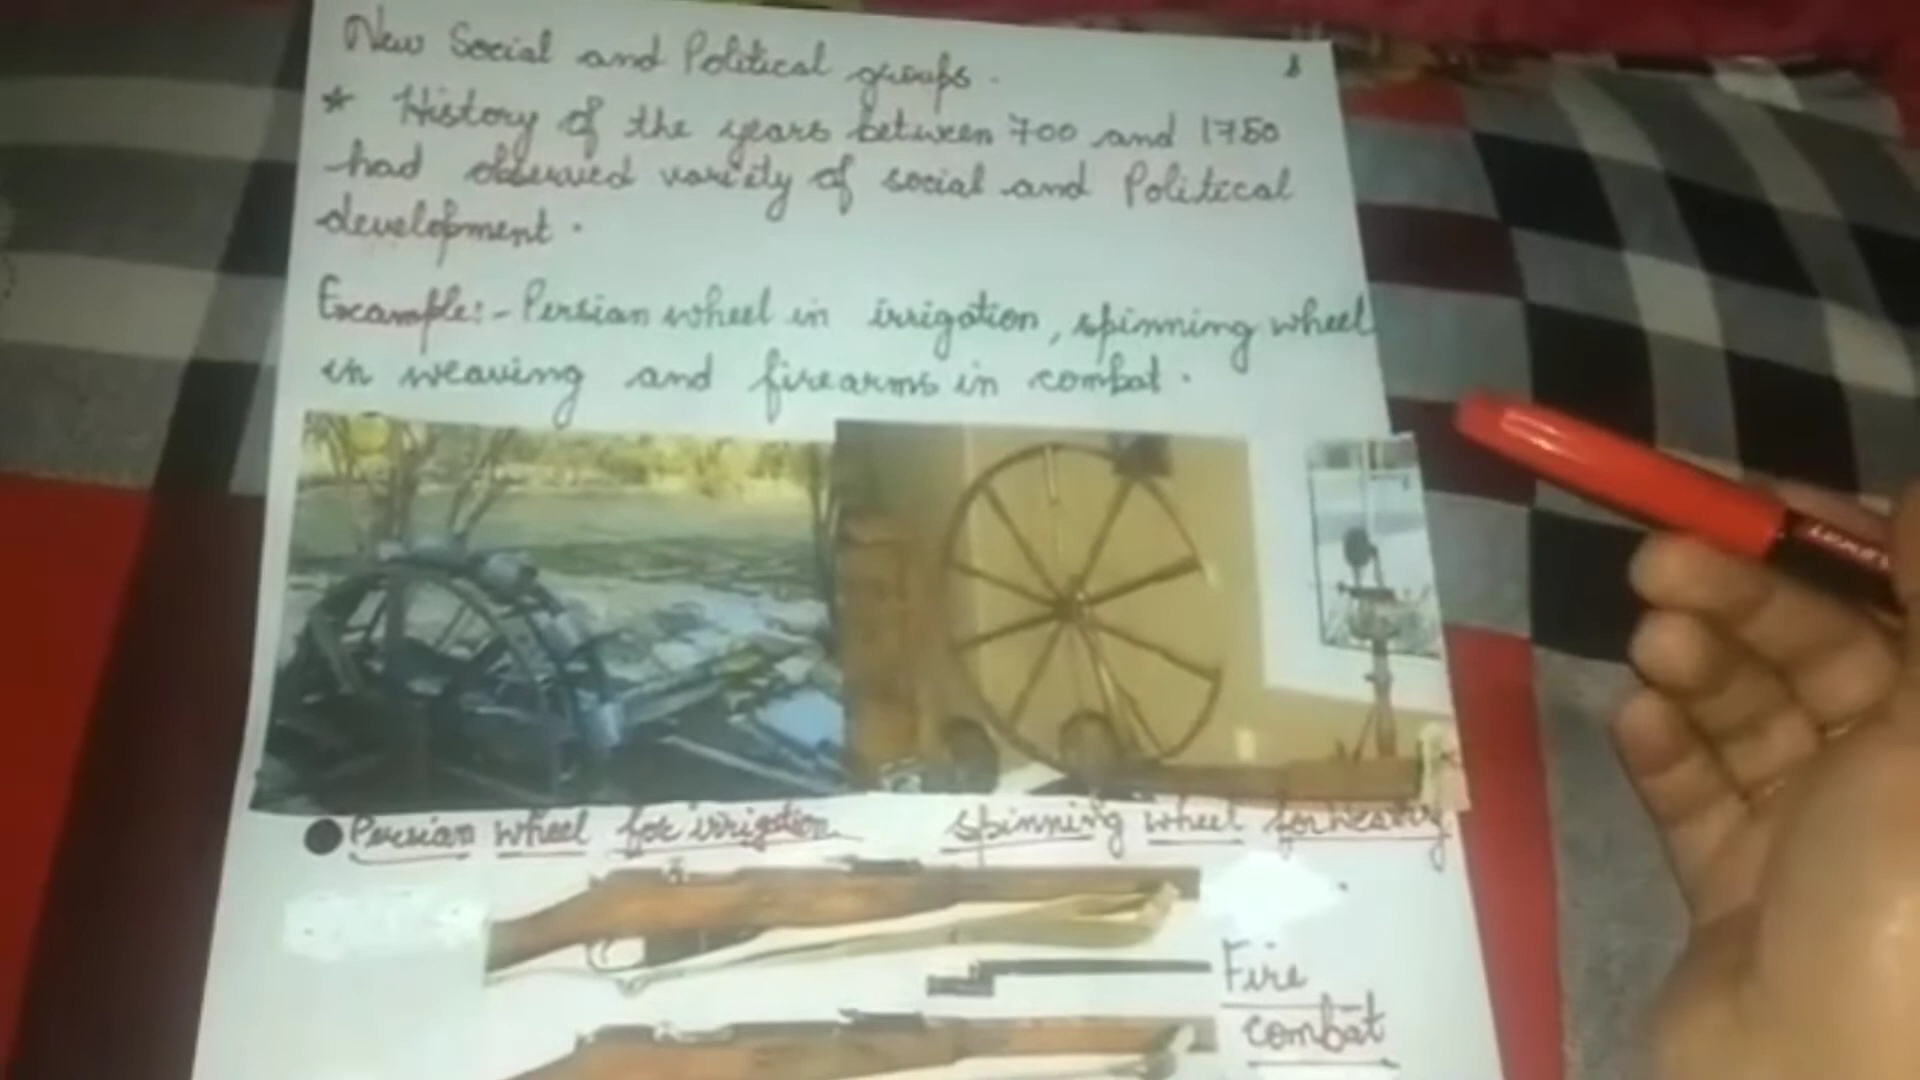 New Social and Political groups.
8
* History of the years between 700 and 1750
had observed variety of social and Political
development.
Example:- Persian wheel in irrigation, spinning wheel
in weaving and firearms in combat.
Persian wheel for irrigation
spinning wheel for
Fire
combat